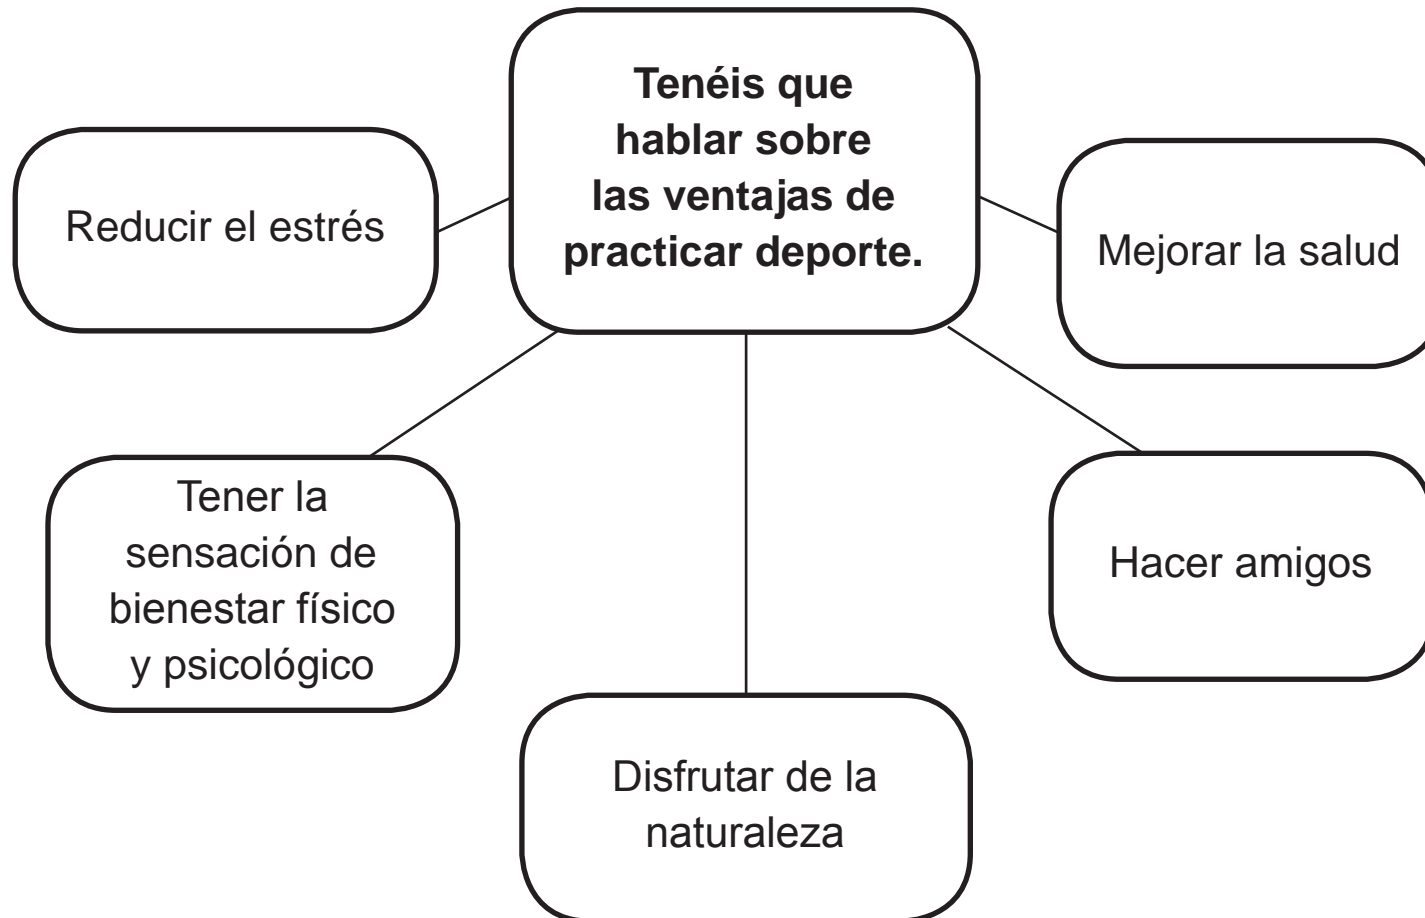 Tenéis que
hablar sobre
las ventajas de
practicar deporte.
Reducir el estrés
Mejorar la salud
Tener la
sensación de
bienestar físico
y psicológico
Hacer amigos
Disfrutar de la
naturaleza